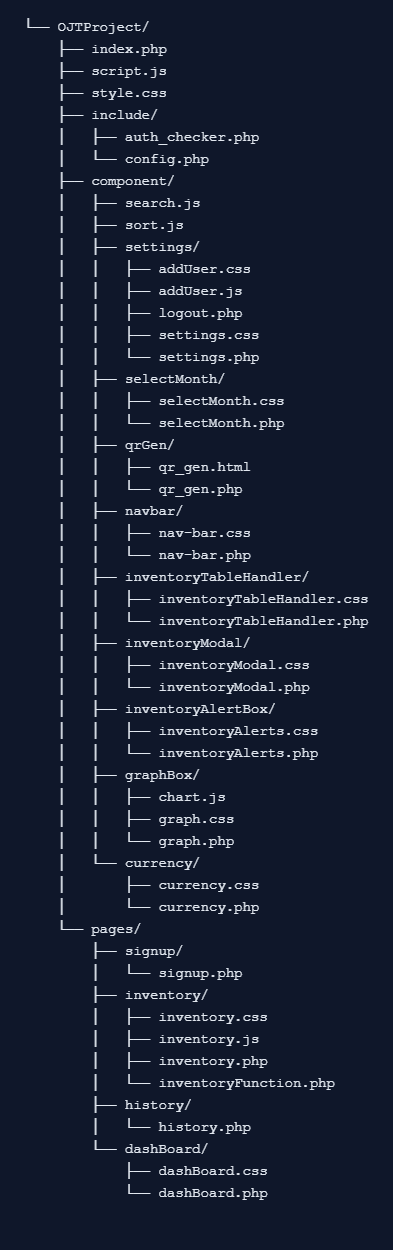 └── OJTProject/
    ├── index.php
    ├── script.js
    ├── style.css
    ├── include/
    │   ├── auth_checker.php
    │   └── config.php
    ├── component/
    │   ├── search.js
    │   ├── sort.js
    │   ├── settings/
    │   │   ├── addUser.css
    │   │   ├── addUser.js
    │   │   ├── logout.php
    │   │   ├── settings.css
    │   │   └── settings.php
    │   ├── selectMonth/
    │   │   ├── selectMonth.css
    │   │   └── selectMonth.php
    │   ├── qrGen/
    │   │   ├── qr_gen.html
    │   │   └── qr_gen.php
    │   ├── navbar/
    │   │   ├── nav-bar.css
    │   │   └── nav-bar.php
    │   ├── inventoryTableHandler/
    │   │   ├── inventoryTableHandler.css
    │   │   └── inventoryTableHandler.php
    │   ├── inventoryModal/
    │   │   ├── inventoryModal.css
    │   │   └── inventoryModal.php
    │   ├── inventoryAlertBox/
    │   │   ├── inventoryAlerts.css
    │   │   └── inventoryAlerts.php
    │   ├── graphBox/
    │   │   ├── chart.js
    │   │   ├── graph.css
    │   │   └── graph.php
    │   └── currency/
    │       ├── currency.css
    │       └── currency.php
    └── pages/
        ├── signup/
        │   └── signup.php
        ├── inventory/
        │   ├── inventory.css
        │   ├── inventory.js
        │   ├── inventory.php
        │   └── inventoryFunction.php
        ├── history/
        │   └── history.php
        └── dashBoard/
            ├── dashBoard.css
            └── dashBoard.php